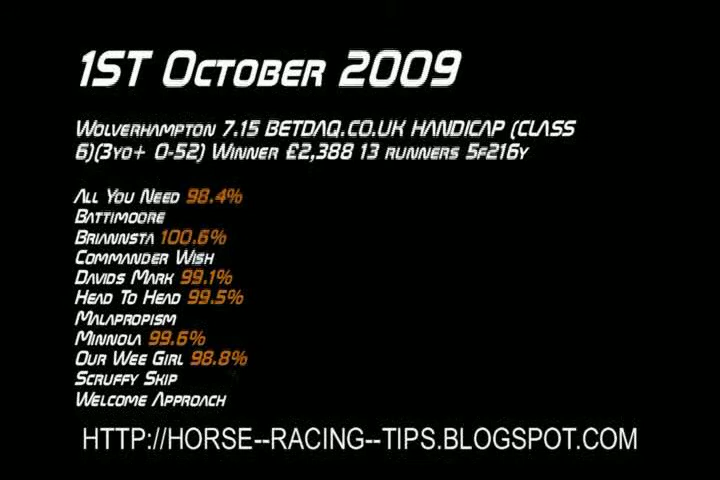 1ST OCTOBER 2009
WOLVERHAMPTON 7.15 BETDAQ.CO.UK HANDICAP (CLASS
6)(3YO+ 0-52) WINNER £2,388 13 RUNNERS 5F216Y
ALL YOU NEED 98.4%
BATTIMOORE
BRIANNSTA 100.6%
COMMANDER WISH
DAVIDS MARK 99.1%
HEAD TO HEAD 99.5%
MALAPROPISM
MINNOLA 99.6%
OUR WEE GIRL 98.8%
SCRUFFY SKIP
WELCOME APPROACH
HTTP://HORSE--RACING--TIPS.BLOGSPOT.COM